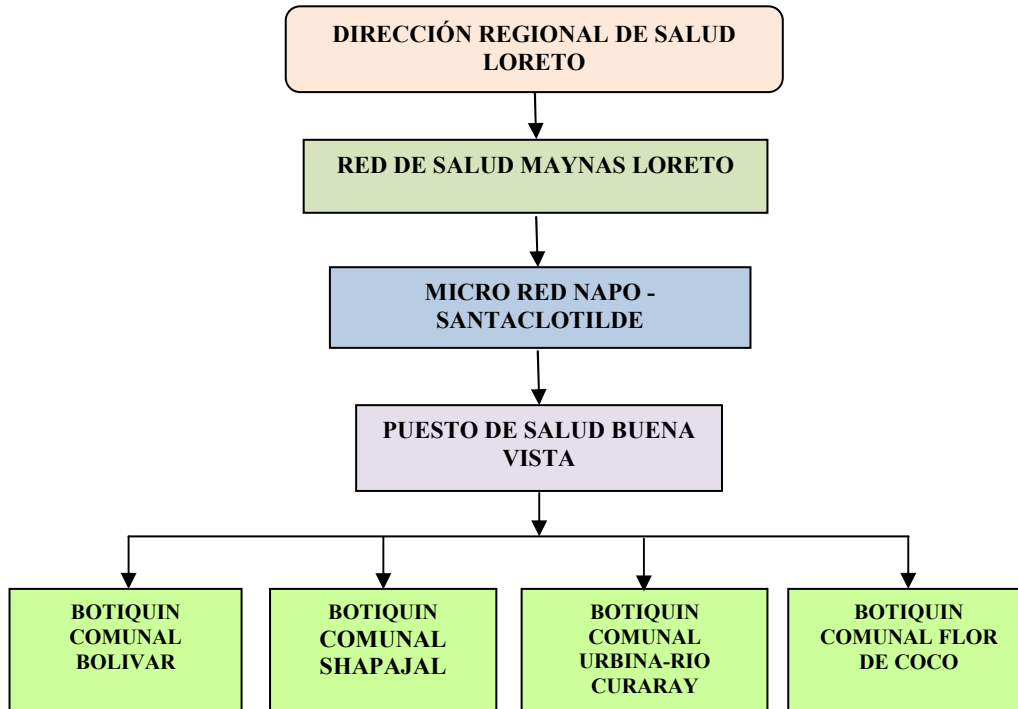 DIRECCIÓN REGIONAL DE SALUD
LORETO
RED DE SALUD MAYNAS LORETO
MICRO RED NAPO -
SANTACLOTILDE
PUESTO DE SALUD BUENA
VISTA
BOTIQUIN
COMUNAL
BOLIVAR
BOTIQUIN
COMUNAL
SHAPAJAL
BOTIQUIN
COMUNAL
URBINA-RIO
CURARAY
BOTIQUIN
COMUNAL FLOR
DE COCO